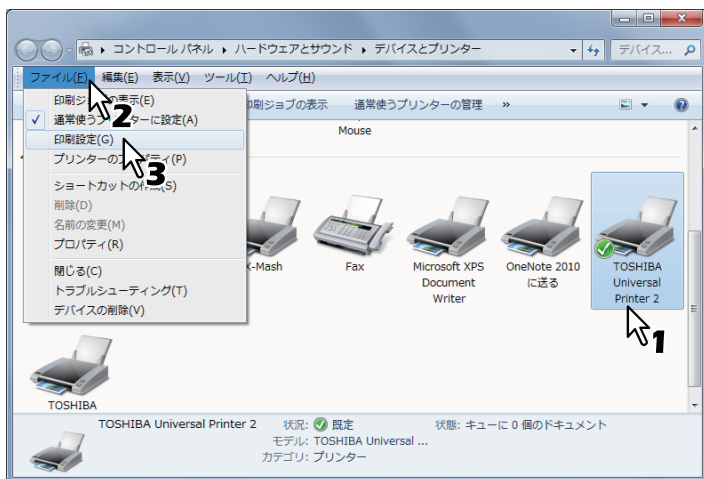 コントロール パネル ▸ ハードウェアとサウンド ▸ デバイスとプリンター
デバイス...
ファイル(F) 編集(E) 表示(V) ツール(T) ヘルプ(H)
印刷ジョブの表示 通常使うプリンターの管理 »
印刷ジ の表示(E)
通常使うプ ターに設定(A)
印刷設定(G)
プリンターのプ パティ(P)
ショートカットの作成(S)
削除(D)
名前の変更(M)
プロパティ(R)
閉じる(C)
トラブルシューティング(T)
デバイスの削除(V)
2
3
Mouse
-Mash
Fax
Microsoft XPS
Document
Writer
OneNote 2010
に送る
TOSHIBA
Universal
Printer 2
1
TOSHIBA
TOSHIBA Universal Printer 2 状況: 既定 状態: キューに 0 個のドキュメント
モデル: TOSHIBA Univers​al ...
カテゴリ: プリンター